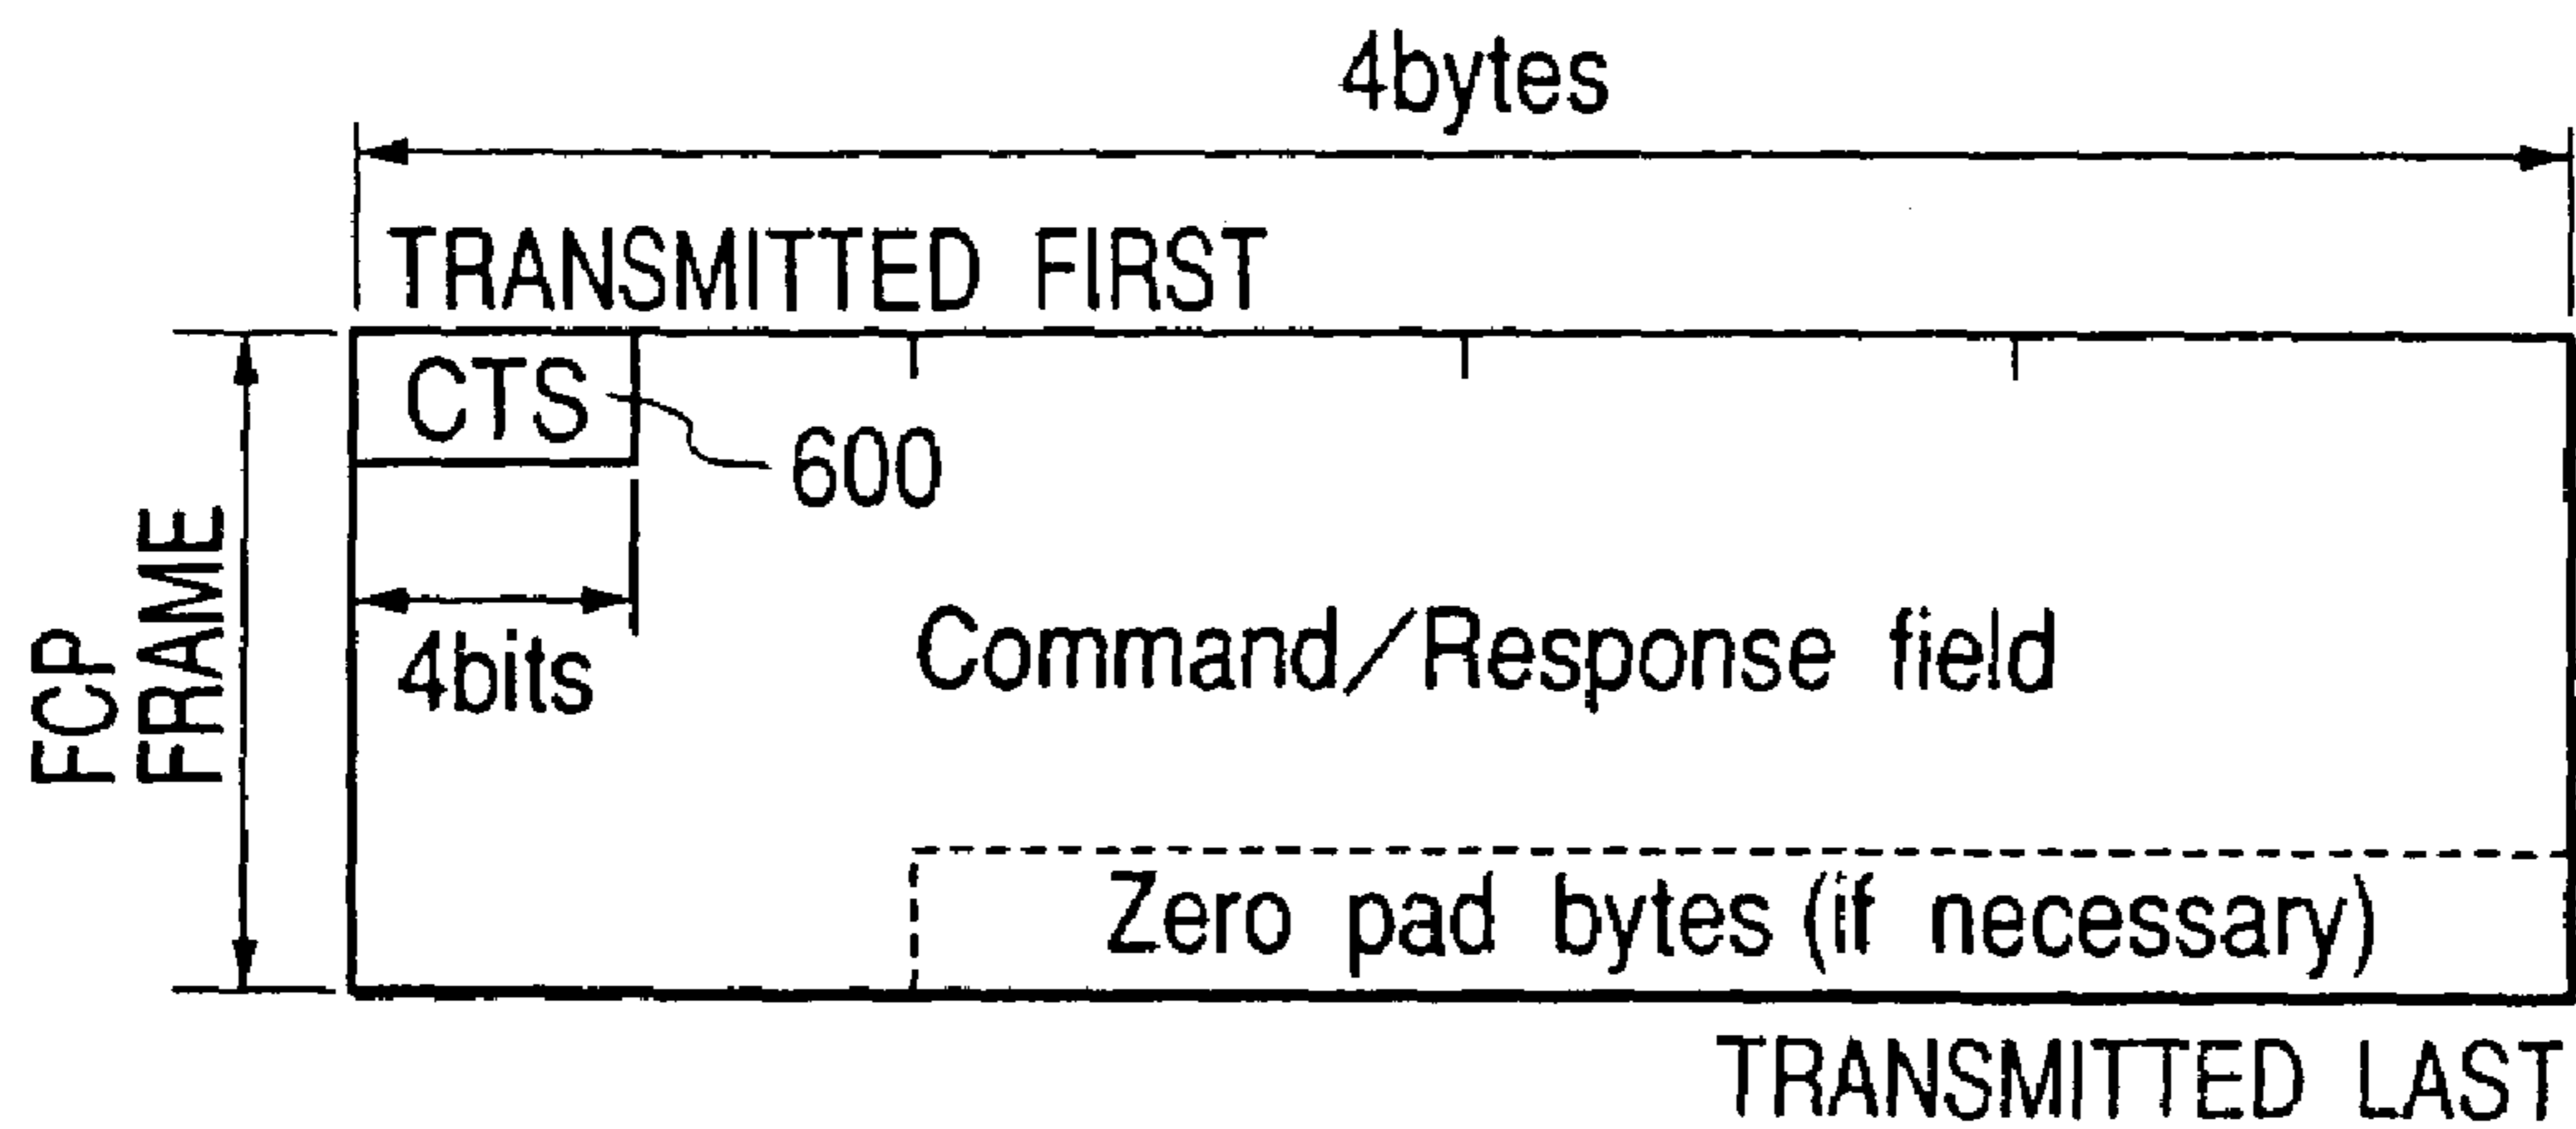 4bytes
TRANSMITTED FIRST
CTS
600
FCP
FRAME
4bits
Command/Response field
Zero pad bytes (if necessary)
TRANSMITTED LAST